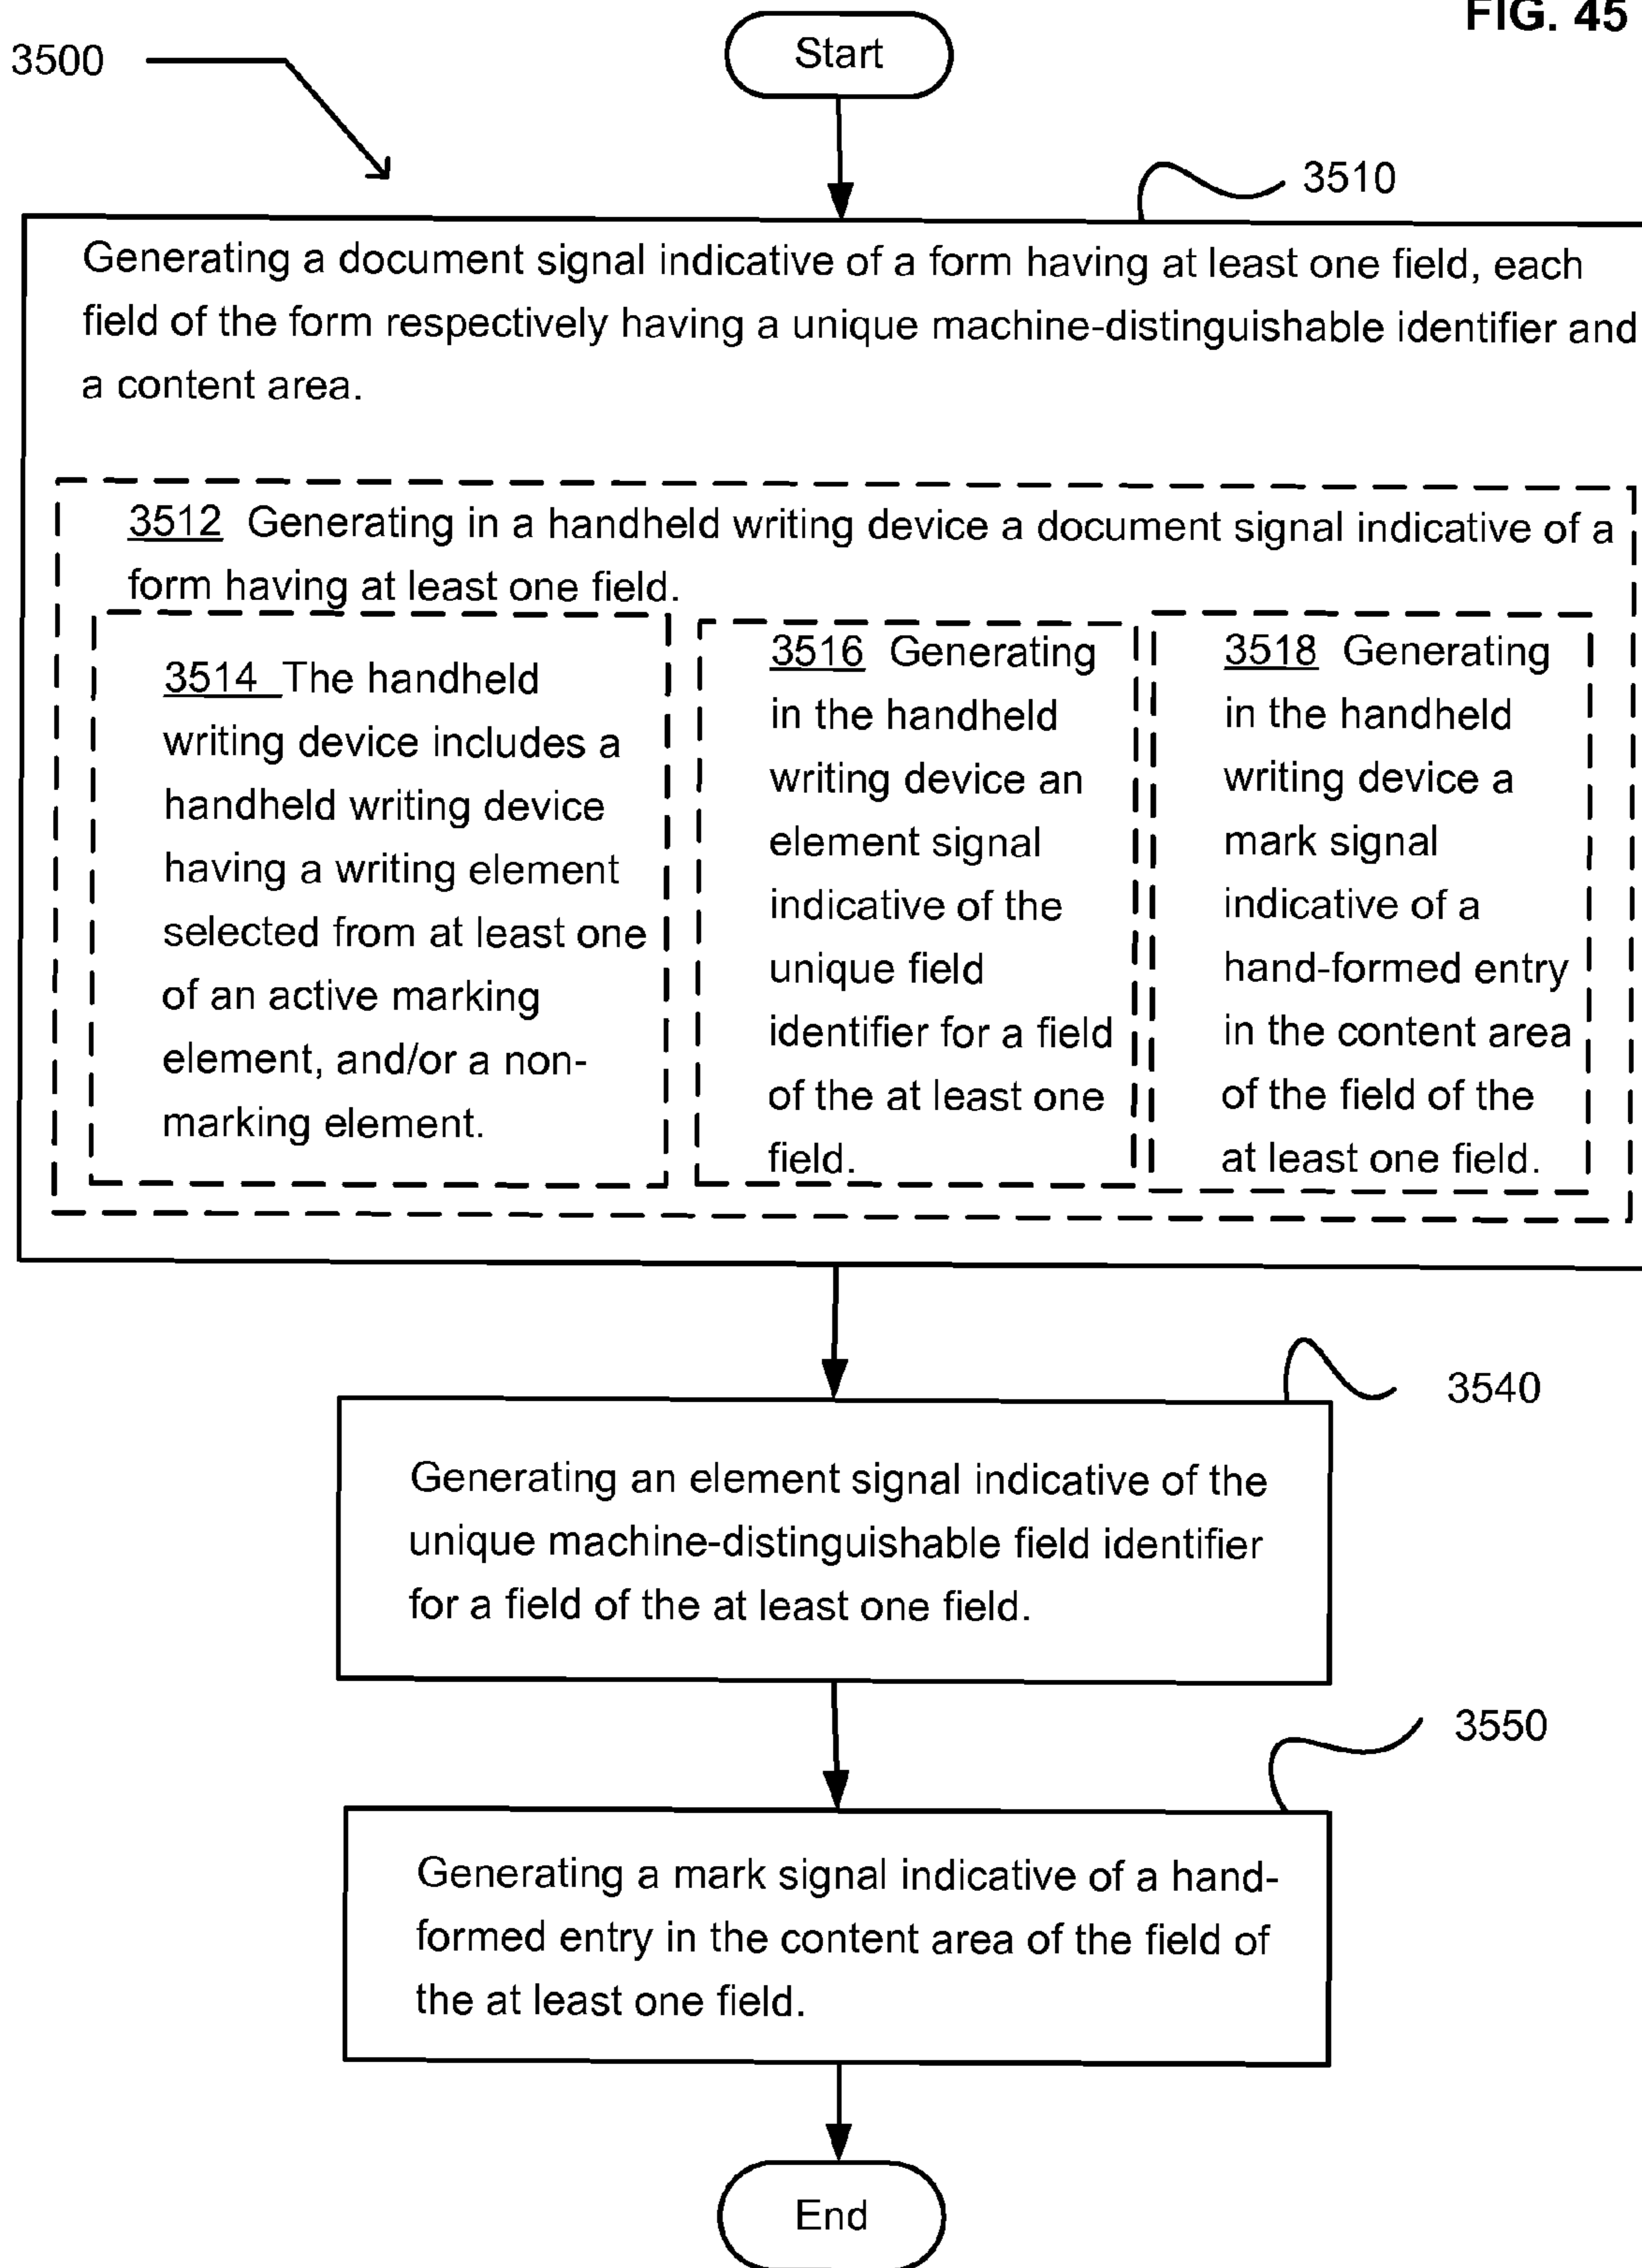 FIG. 45
3500
Start
3510
Generating a document signal indicative of a form having at least one field, each
field of the form respectively having a unique machine-distinguishable identifier and
a content area.
3512 Generating in a handheld writing device a document signal indicative of a
form having at least one field.
3514 The handheld
writing device includes a
handheld writing device
having a writing element
selected from at least one
of an active marking
element, and/or a non-
marking element.
3516 Generating
in the handheld
writing device an
element signal
indicative of the
unique field
identifier for a field
of the at least one
field.
3518 Generating
in the handheld
writing device a
mark signal
indicative of a
hand-formed entry
in the content area
of the field of the
at least one field.
3540
Generating an element signal indicative of the
unique machine-distinguishable field identifier
for a field of the at least one field.
3550
Generating a mark signal indicative of a hand-
formed entry in the content area of the field of
the at least one field.
End